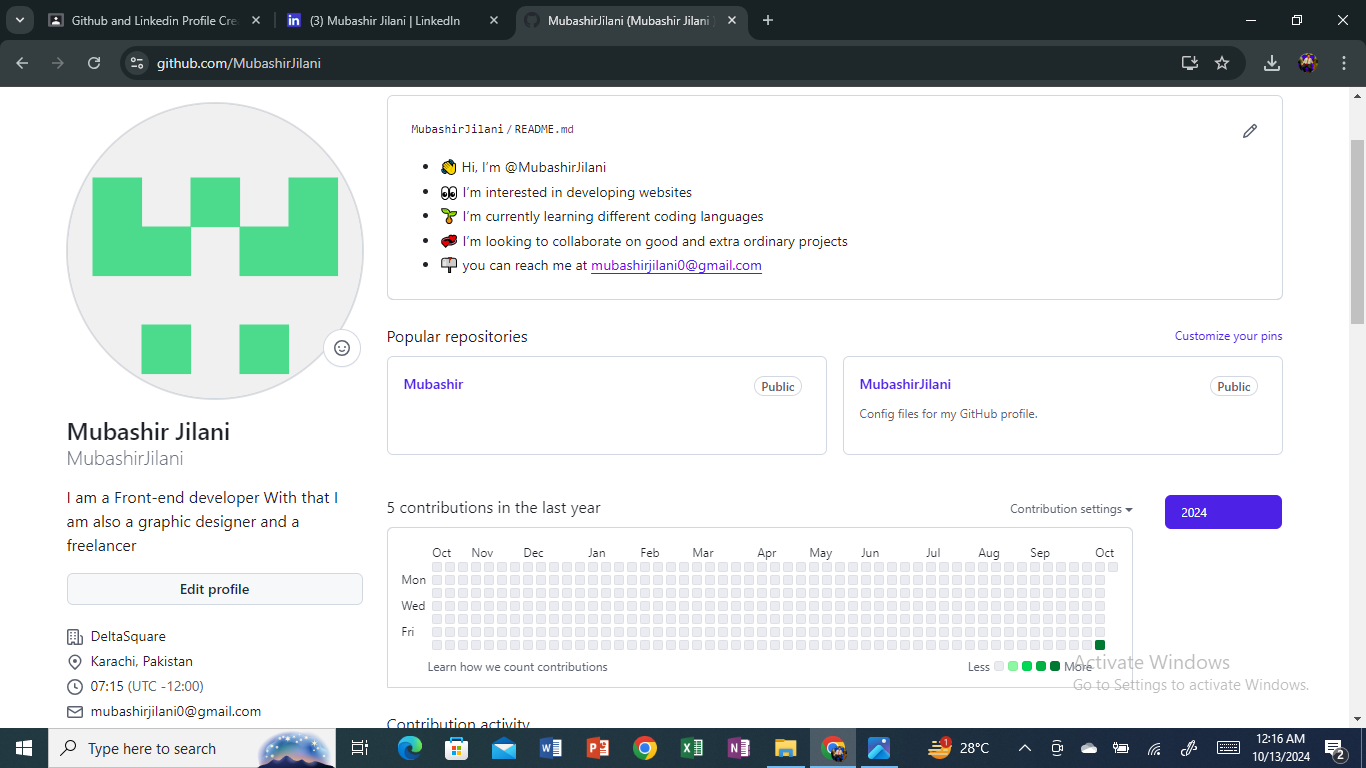 Github and Linkedin Profile Cre
(3) Mubashir Jilani | LinkedIn
MubashirJilani (Mubashir Jilani
github.com/MubashirJilani
MubashirJilani/README.md
Hi, I'm @MubashirJilani
I'm interested in developing websites
I'm currently learning different coding languages
I'm looking to collaborate on good and extra ordinary projects
you can reach me at mubashirjilani0@gmail.com
Popular repositories
Customize your pins
Mubashir
Public
MubashirJilani
Public
Config files for my GitHub profile.
Mubashir Jilani
MubashirJilani
I am a Front-end developer With that I
am also a graphic designer and a
freelancer
Edit profile
DeltaSquare
Karachi, Pakistan
07:15 (UTC -12:00)
mubashirjilani0@gmail.com
5 contributions in the last year
Contribution settings
2024
Oct Nov Dec Jan Feb Mar Apr May Jun Jul Aug Sep Oct
Mon
Wed
Fri
Learn how we count contributions
Less
More
Contribution activity
Activate Windows
Go to Settings to activate Windows.
Type here to search
1
28°C
12:16 AM
10/13/2024
2